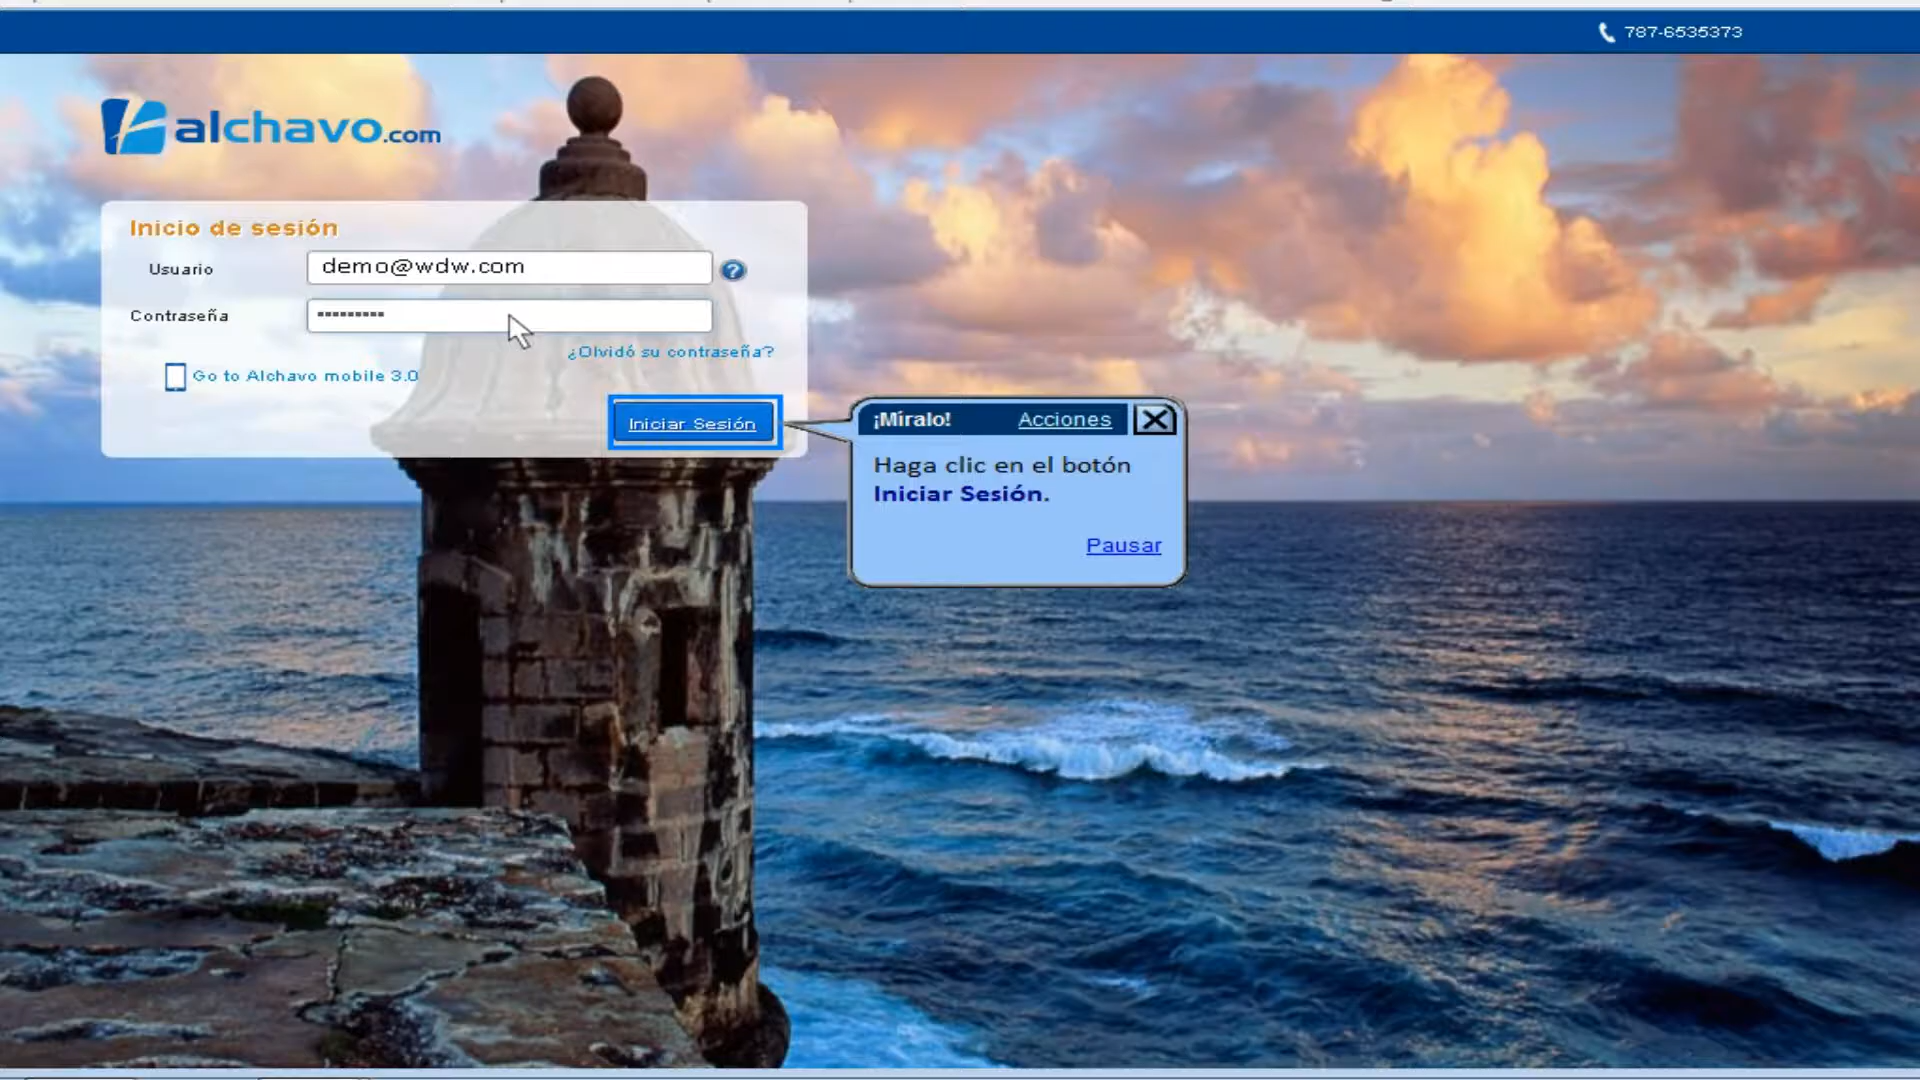 787-6535373
alchavo.com
Inicio de sesión
Usuario
demo@wdw.com
?
Contraseña
•••••••••
¿Olvidó su contraseña?
Go to Alchavo mobile 3.0
Iniciar Sesión
¡Míralo! Acciones X
Haga clic en el botón
Iniciar Sesión.
Pausar